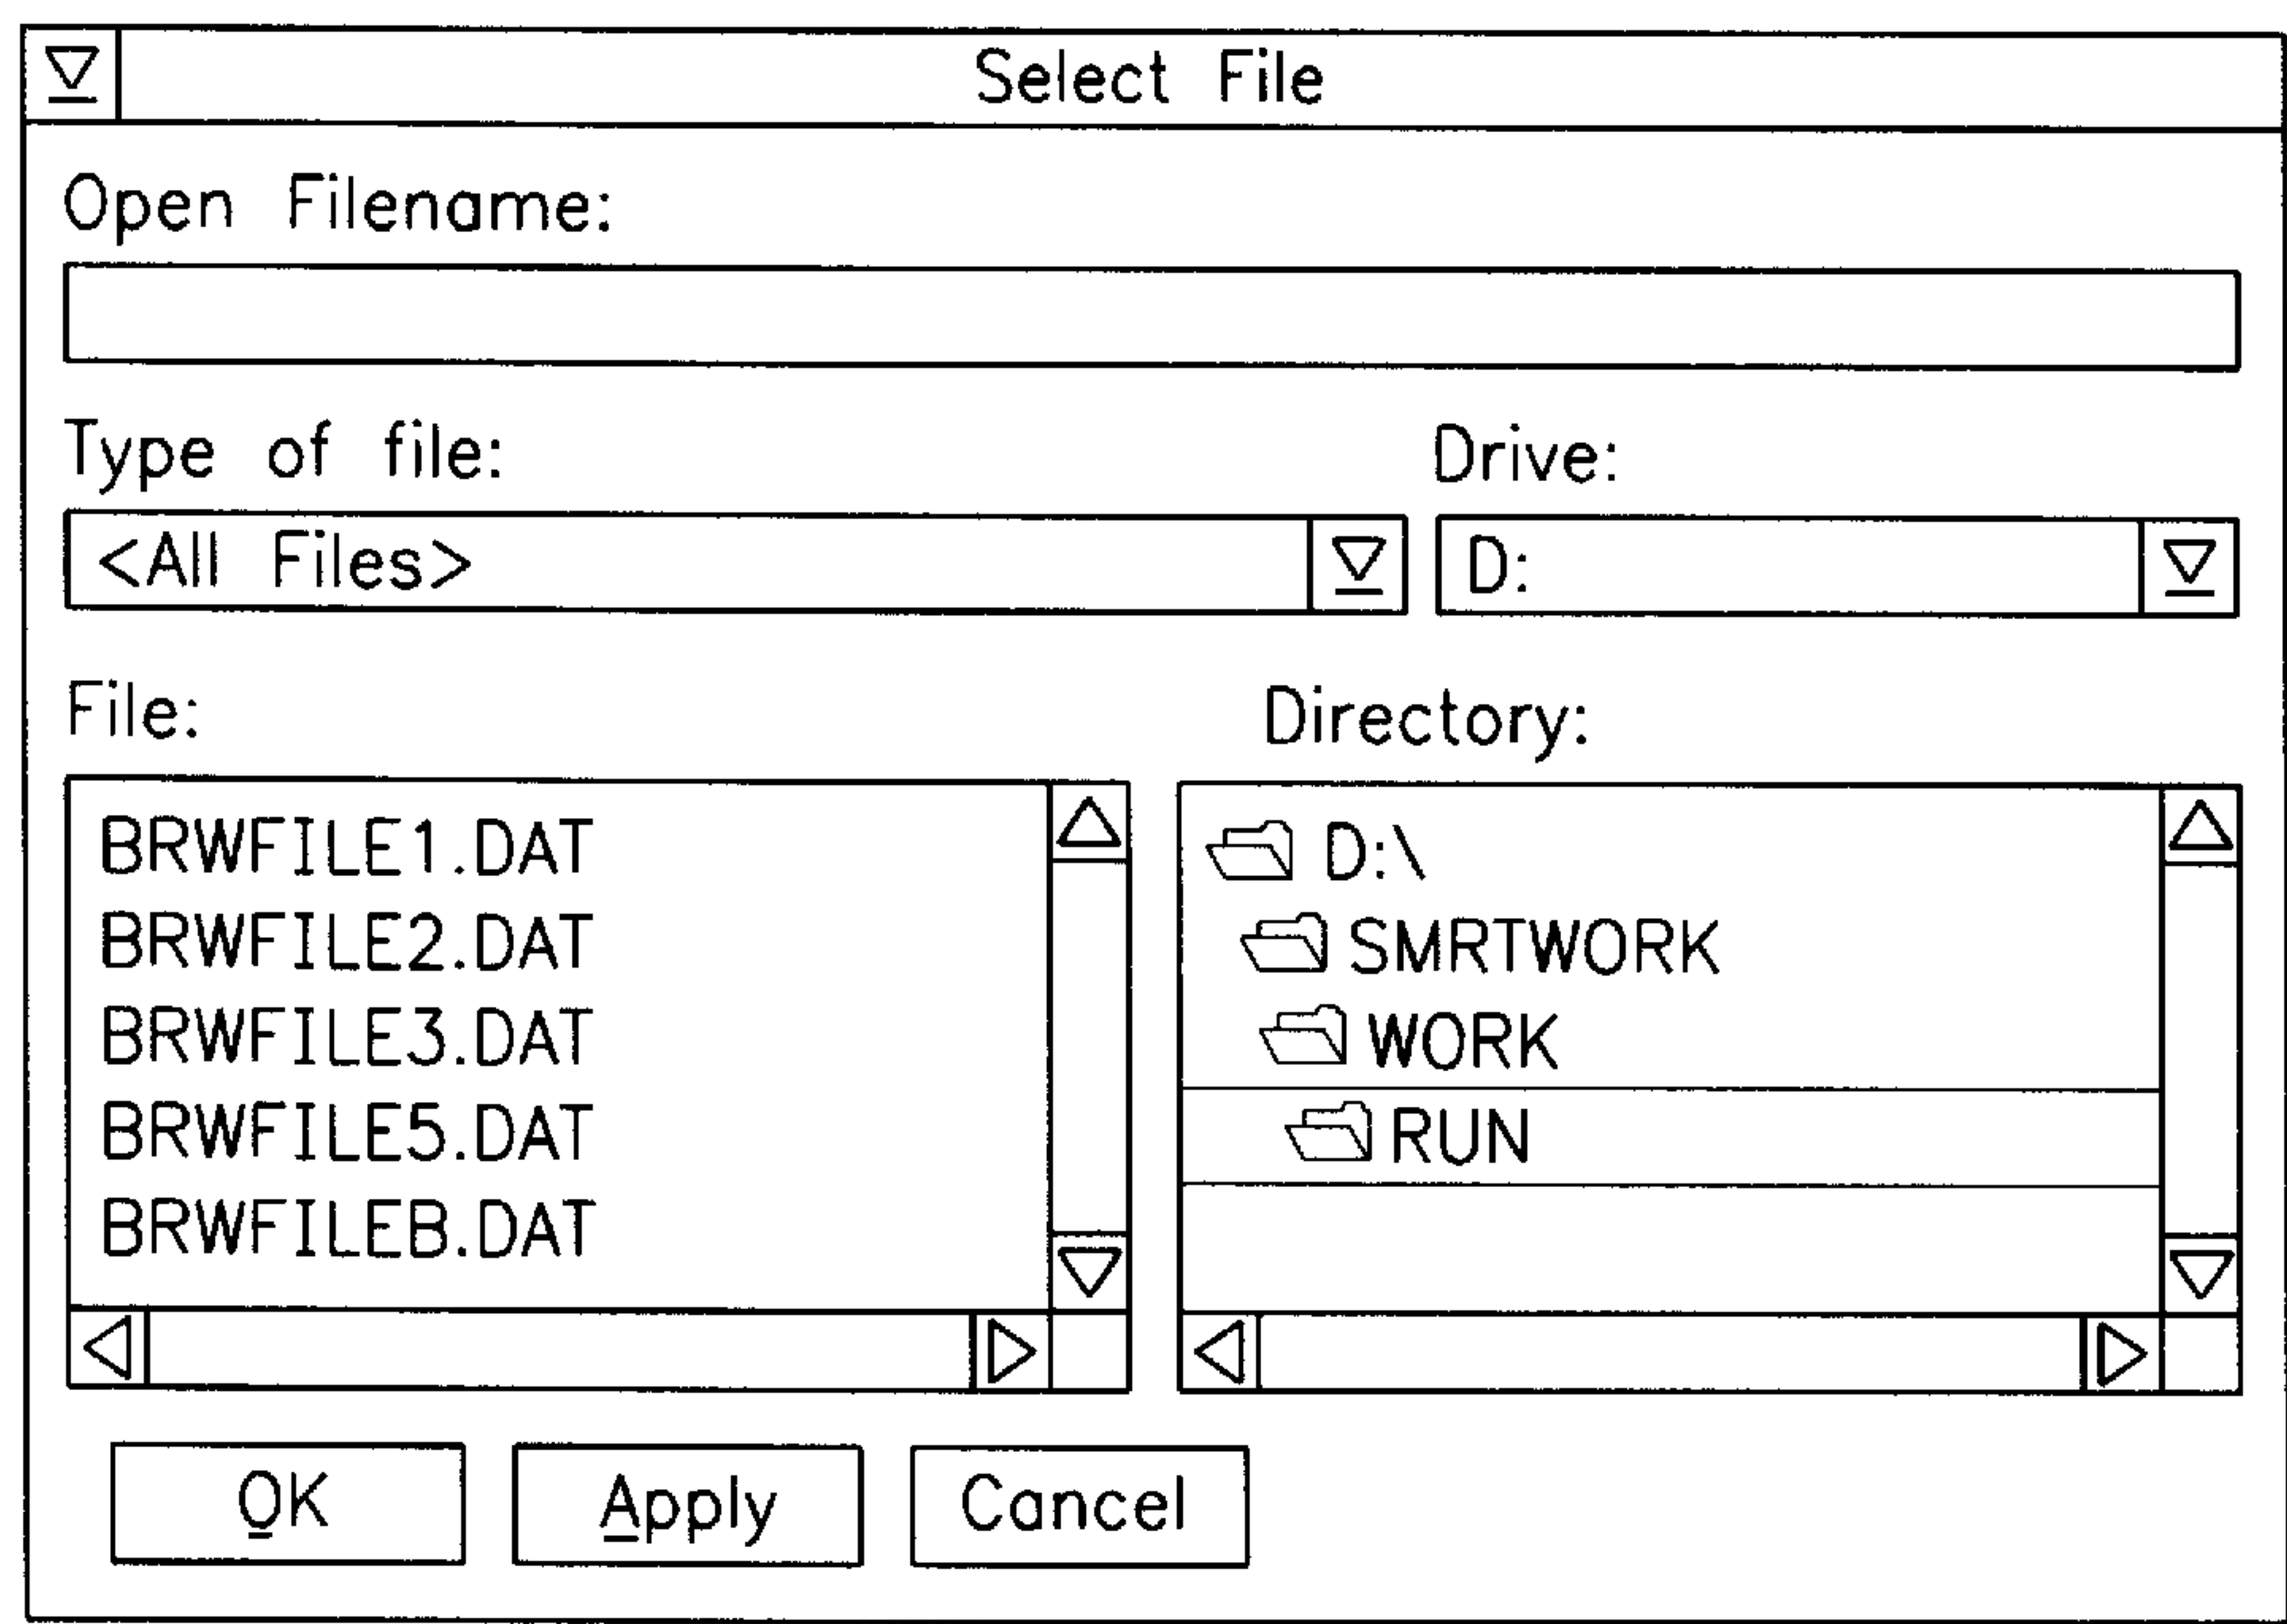 Select File
Open Filename:
Type of file:
Drive:
<All Files>
D:
File:
Directory:
BRWFILE1.DAT
BRWFILE2.DAT
BRWFILE3.DAT
BRWFILE5.DAT
BRWFILEB.DAT
D:\
SMRTWORK
WORK
RUN
OK
Apply
Cancel